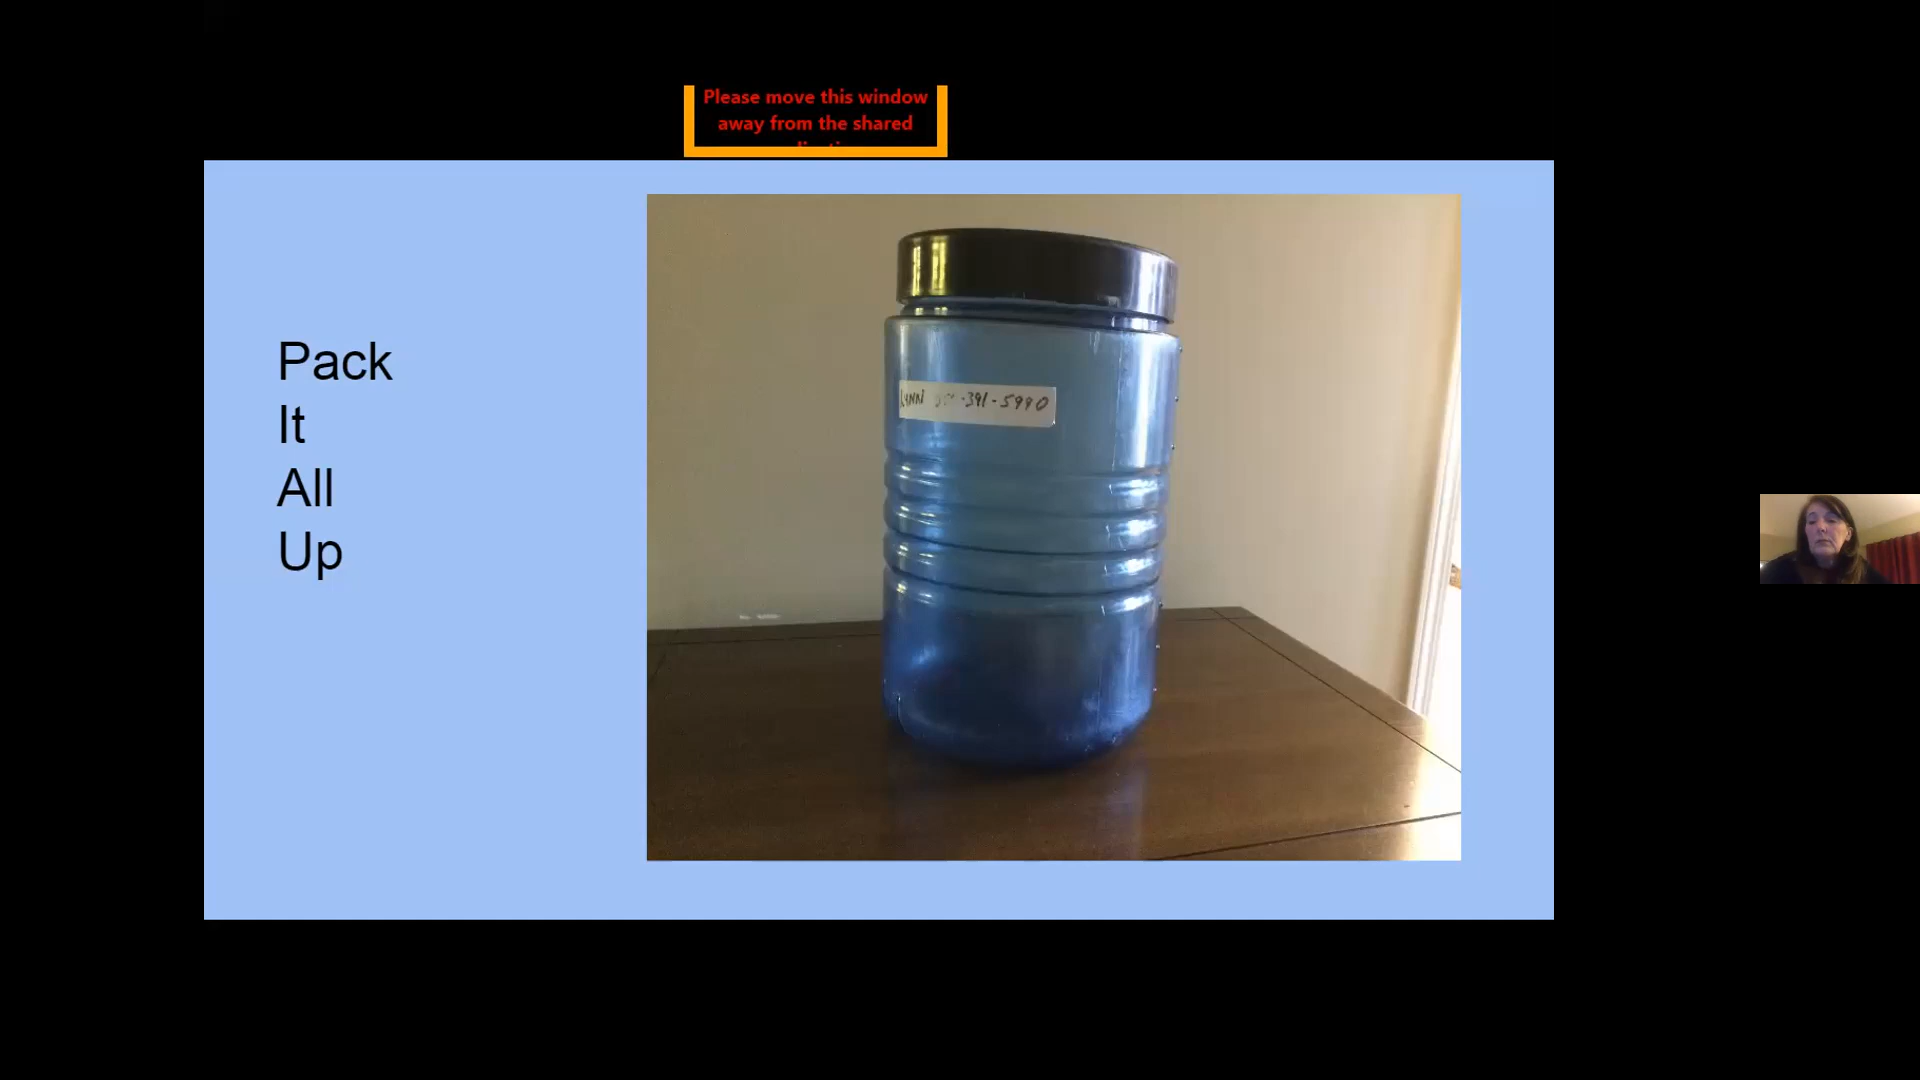 Please move this window
away from the shared
Pack
It
All
Up
LYNN -391-5990